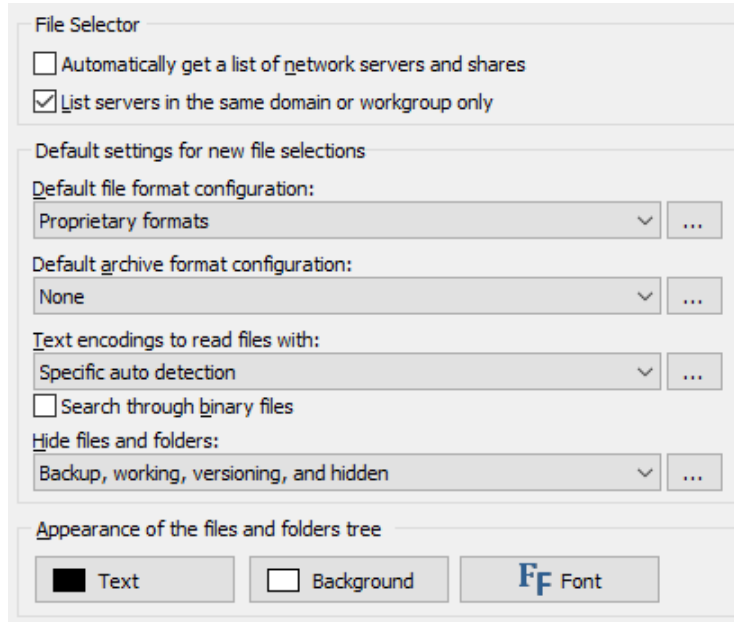 File Selector
Automatically get a list of network servers and shares
List servers in the same domain or workgroup only
Default settings for new file selections
Default file format configuration:
Proprietary formats
...
Default archive format configuration:
None
...
Text encodings to read files with:
Specific auto detection
...
Search through binary files
Hide files and folders:
Backup, working, versioning, and hidden
...
Appearance of the files and folders tree
Text Background FF Font